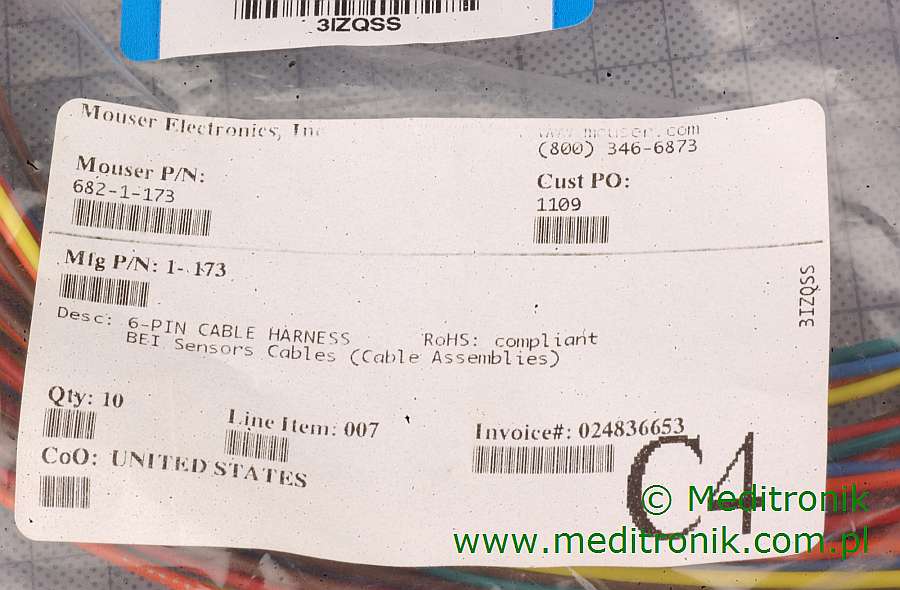 3IZQSS
Mouser Electronics, Inc
www.mouser.com
(800) 346-6873
Mouser P/N:
682-1-173
Cust PO:
1109
Mfg P/N: 1-173
3IZQSS
Desc: 6-PIN CABLE HARNESS RoHS: compliant
BEI Sensors Cables (Cable Assemblies)
Qty: 10
Line Item: 007
Invoice#: 024836653
CoO: UNITED STATES
C4
© Meditronik
www.meditronik.com.pl